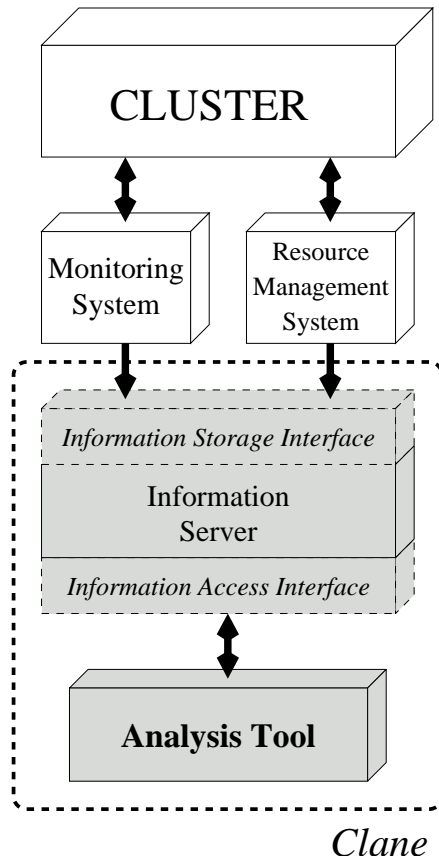 CLUSTER
Monitoring
System
Resource
Management
System
Information Storage Interface
Information
Server
Information Access Interface
Analysis Tool
Clane